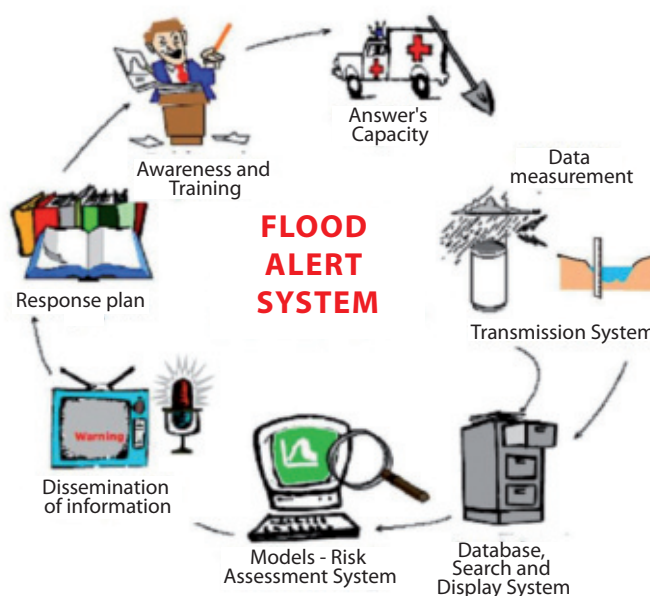 Answer's
Capacity
Awareness and
Training
Data
measurement
FLOOD
ALERT
SYSTEM
Response plan
Transmission System
Warning
Dissemination
of information
Models - Risk
Assessment System
Database,
Search and
Display System